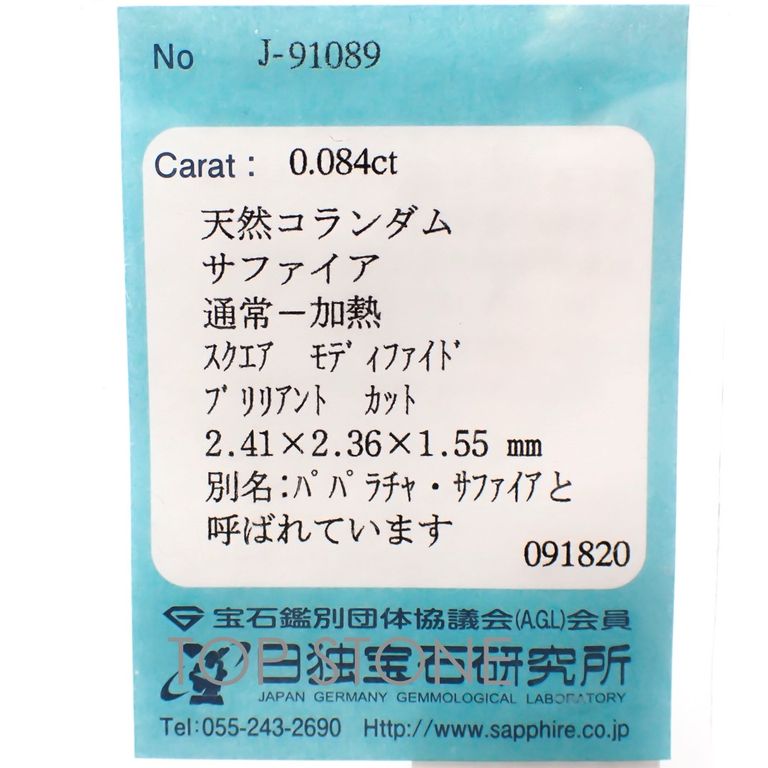 No J-91089
Carat: 0.084ct
天然コランダム
サファイア
通常－加熱
ｽｸｴｱ ﾓﾃﾞｨﾌｧｲﾄﾞ
ﾌﾞﾘﾘｱﾝﾄ ｶｯﾄ
2.41×2.36×1.55 mm
別名:ﾊﾟﾊﾟﾗﾁｬ・ｻﾌｧｲｱと
呼ばれています
091820
宝石鑑別団体協議会(A.G.L)会員
TOP STONE
日独宝石研究所
JAPAN GERMANY GEMMOLOGICAL LABORATORY
Tel:055-243-2690 Http://www.sapphire.co.jp